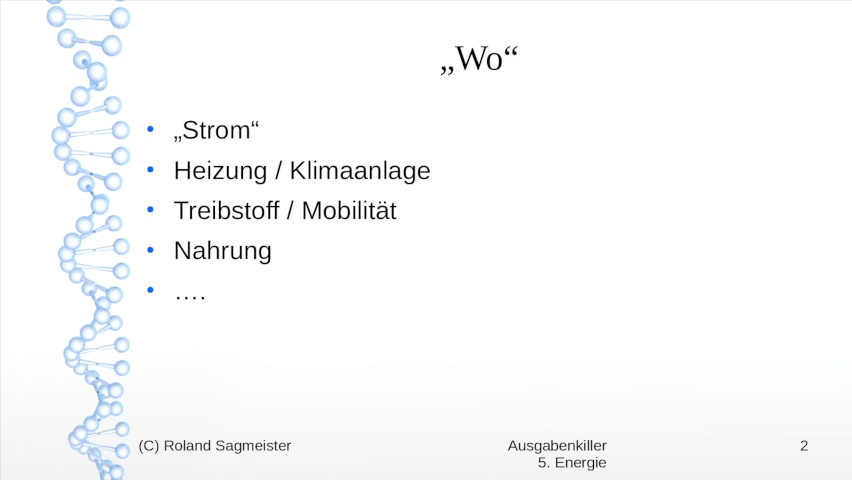 „Wo“
„Strom“
Heizung / Klimaanlage
Treibstoff / Mobilität
Nahrung
….
(C) Roland Sagmeister
Ausgabenkiller
5. Energie
2